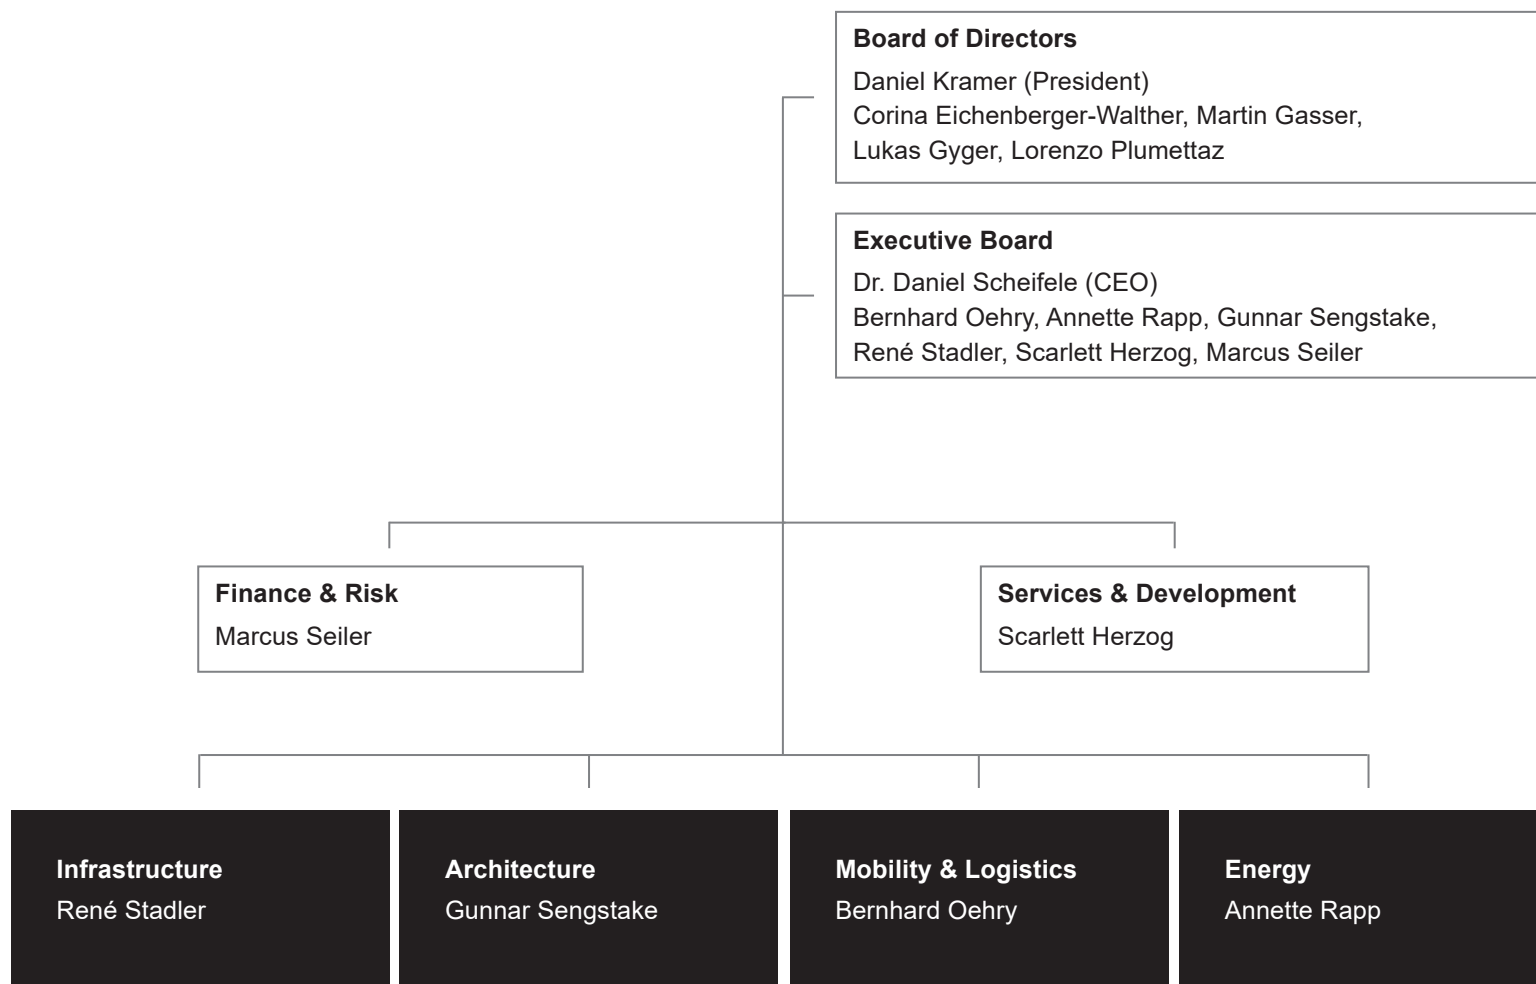 Board of Directors
Daniel Kramer (President)
Corina Eichenberger-Walther, Martin Gasser,
Lukas Gyger, Lorenzo Plumettaz
Executive Board
Dr. Daniel Scheifele (CEO)
Bernhard Oehry, Annette Rapp, Gunnar Sengstake,
René Stadler, Scarlett Herzog, Marcus Seiler
Finance & Risk
Marcus Seiler
Services & Development
Scarlett Herzog
Infrastructure
René Stadler
Architecture
Gunnar Sengstake
Mobility & Logistics
Bernhard Oehry
Energy
Annette Rapp